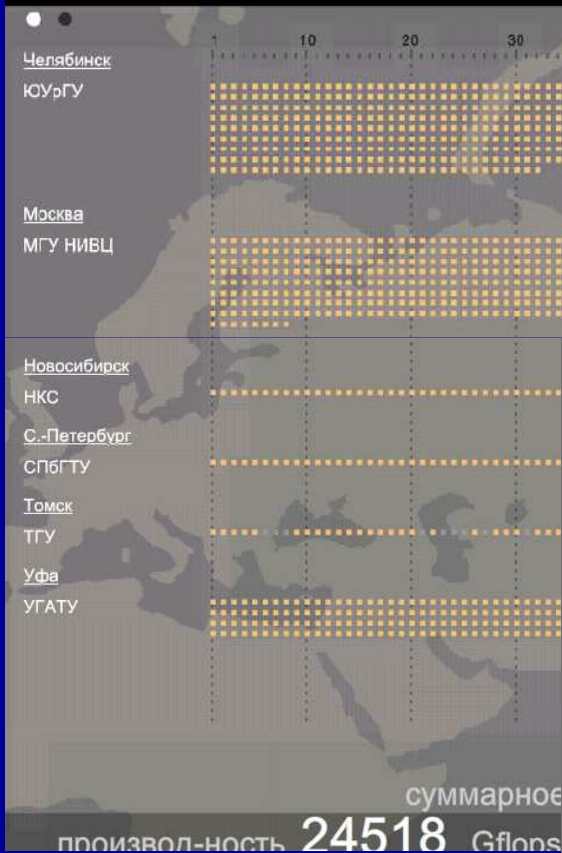 1 10 20 30
Челябинск
ЮУрГУ
Москва
МГУ НИВЦ
Новосибирск
НКС
С.-Петербург
СПбГТУ
Томск
ТГУ
Уфа
УГАТУ
суммарное
производ-ность 24518 Gflops